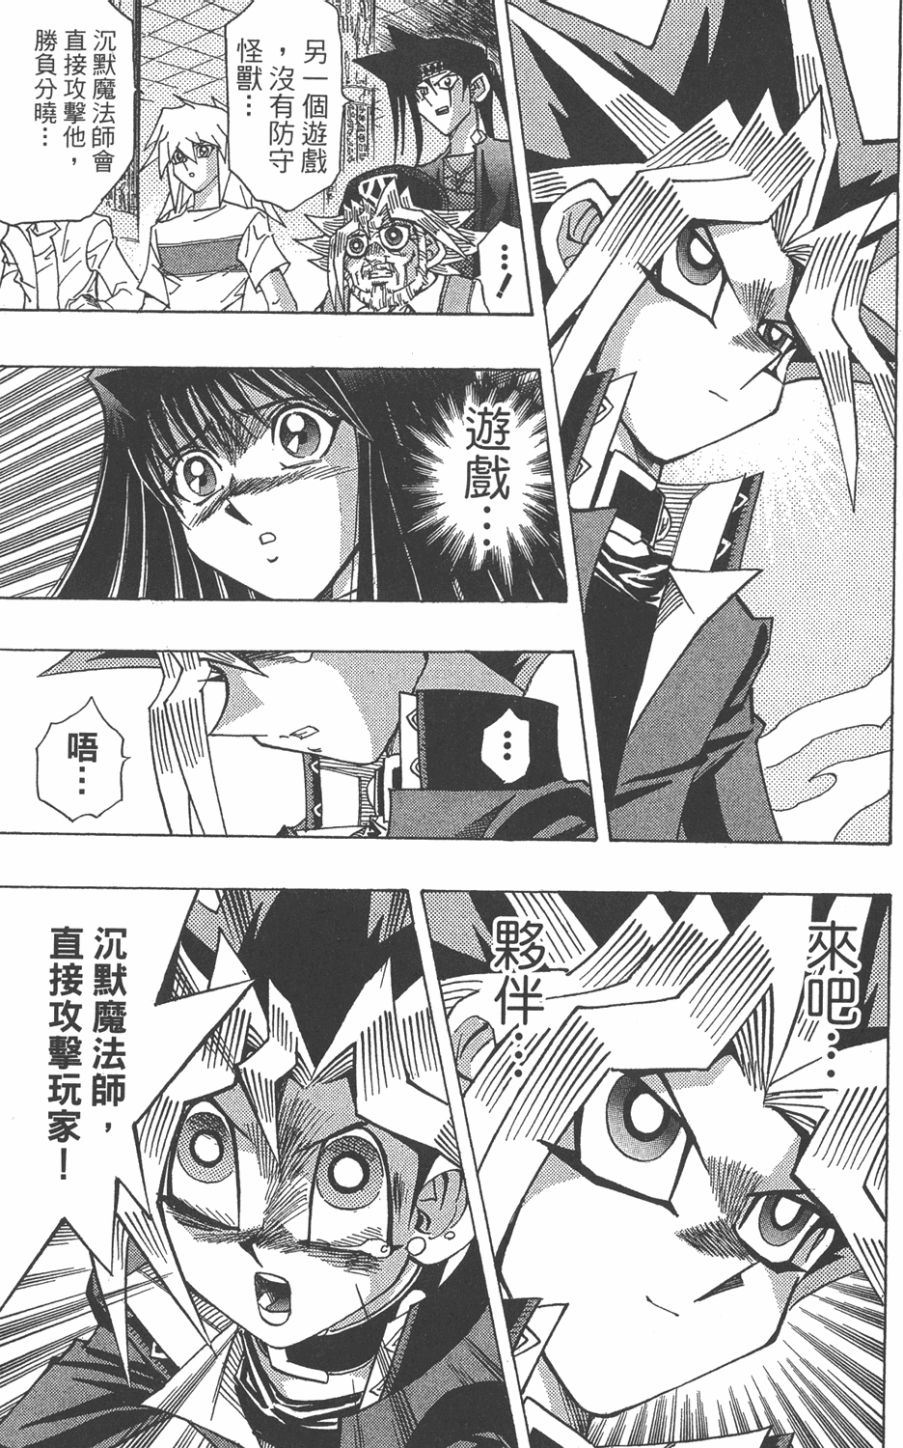 另一個遊戲
，沒有防守
怪獸…
沉默魔法師會
直接攻擊他，
勝負分曉…
…！
遊戲…
…
唔…
來吧…
夥伴…
沉默魔法師，
直接攻擊玩家！